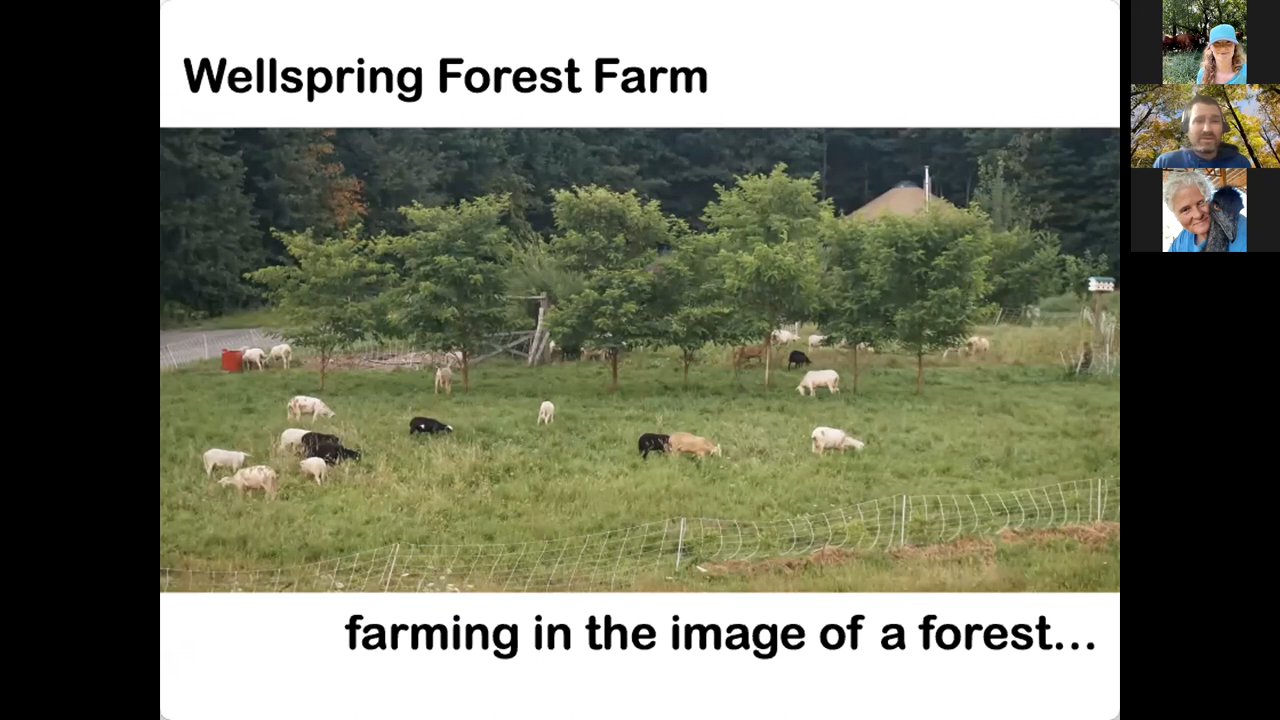 Wellspring Forest Farm
farming in the image of a forest...